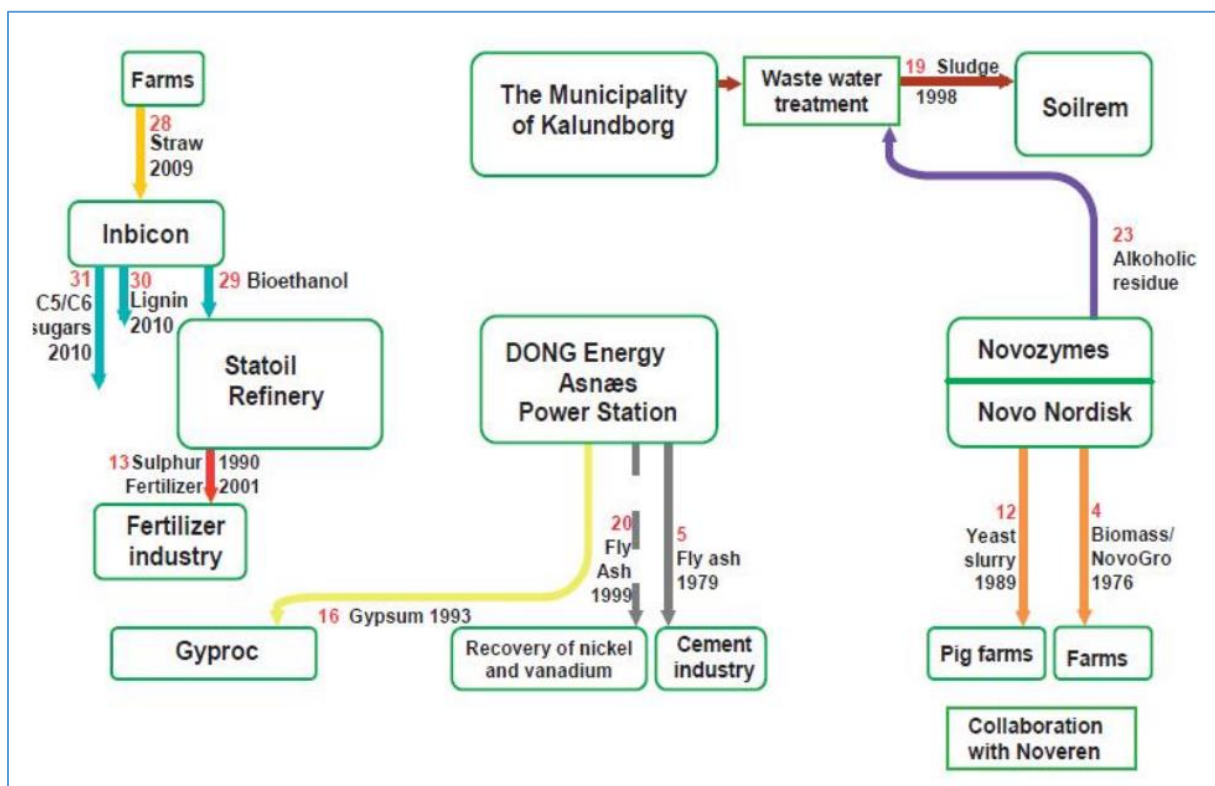 Farms
28
Straw
2009
Inbicon
31
C5/C6
sugars
2010
30
Lignin
2010
29 Bioethanol
Statoil
Refinery
13 Sulphur 1990
Fertilizer 2001
Fertilizer
industry
The Municipality
of Kalundborg
Waste water
treatment
19 Sludge
1998
Soilrem
23
Alkoholic
residue
Novozymes
Novo Nordisk
DONG Energy
Asnæs
Power Station
16 Gypsum 1993
Gyproc
20
Fly
Ash
1999
5
Fly ash
1979
Recovery of nickel
and vanadium
Cement
industry
12
Yeast
slurry
1989
4
Biomass/
NovoGro
1976
Pig farms
Farms
Collaboration
with Noveren